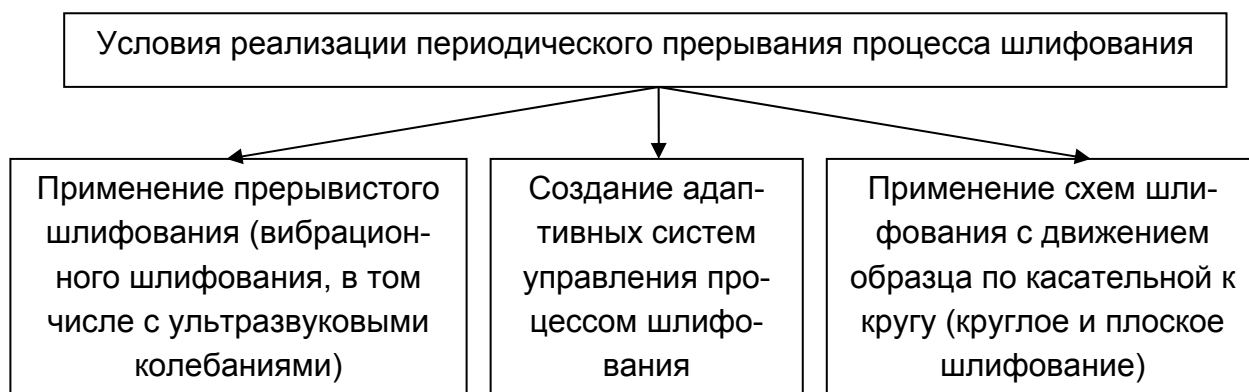 Условия реализации периодического прерывания процесса шлифования
Применение прерывистого
шлифования (вибрацион-
ного шлифования, в том
числе с ультразвуковыми
колебаниями)
Создание адап-
тивных систем
управления про-
цессом шлифо-
вания
Применение схем шли-
фования с движением
образца по касательной к
кругу (круглое и плоское
шлифование)